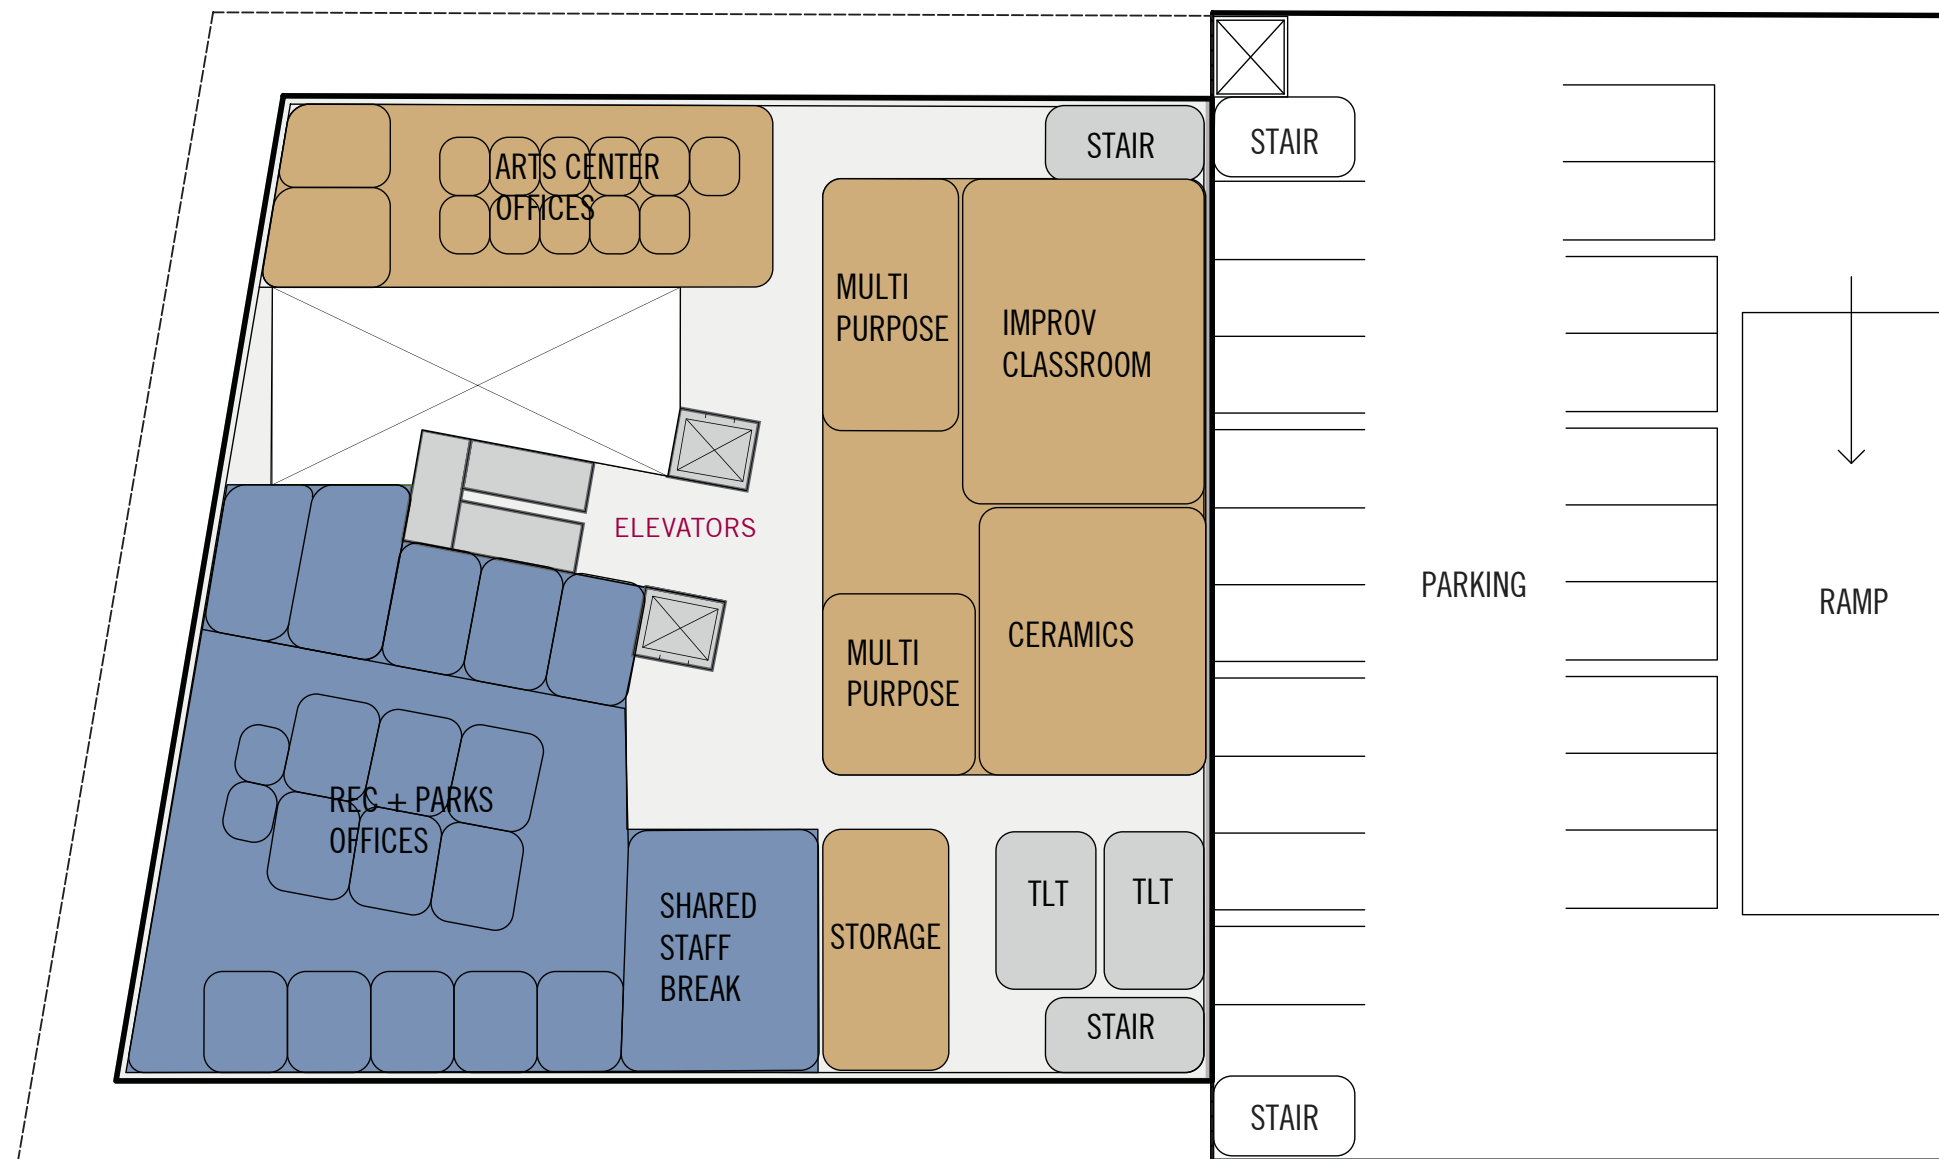 ARTS CENTER
OFFICES
STAIR
STAIR
MULTI
PURPOSE
IMPROV
CLASSROOM
ELEVATORS
PARKING
RAMP
CERAMICS
MULTI
PURPOSE
REC + PARKS
OFFICES
SHARED
STAFF
BREAK
STORAGE
TLT
TLT
STAIR
STAIR